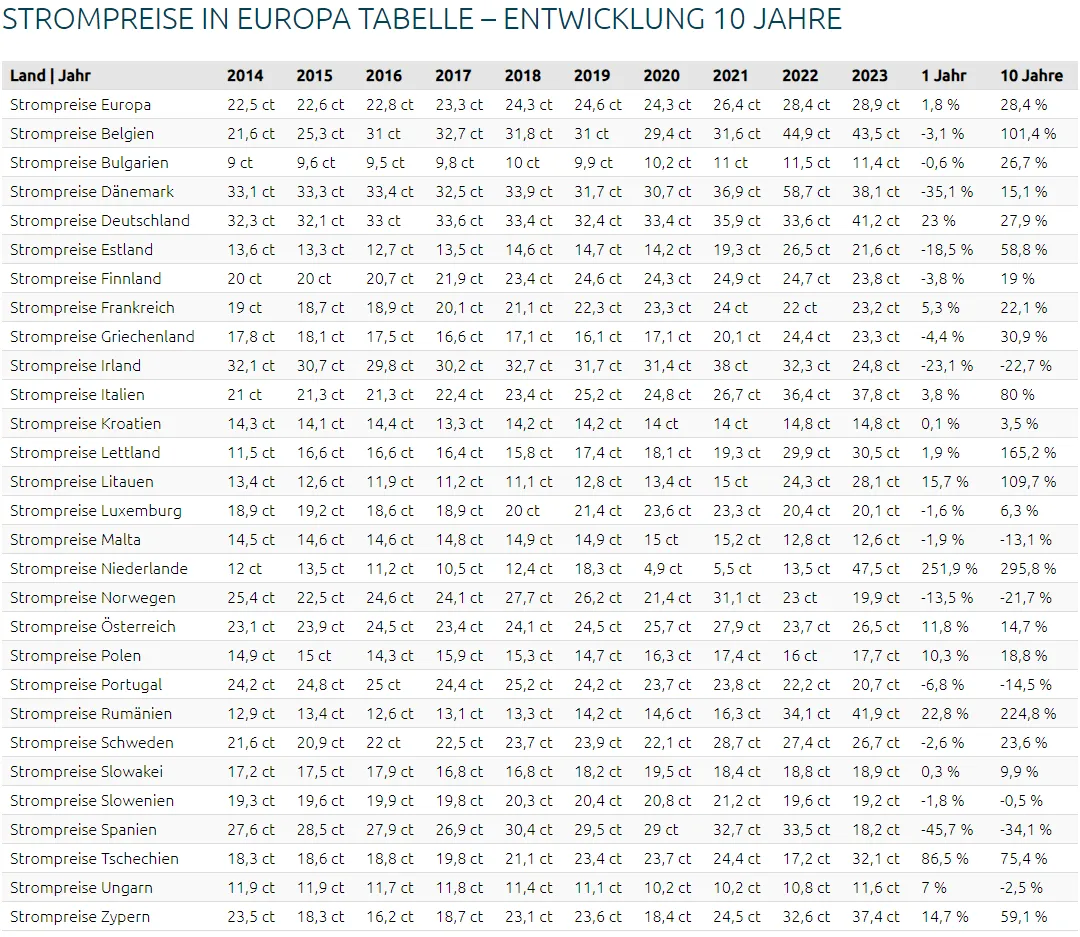 STROMPREISE IN EUROPA TABELLE – ENTWICKLUNG 10 JAHRE
Land | Jahr 2014 2015 2016 2017 2018 2019 2020 2021 2022 2023 1 Jahr 10 Jahre
Strompreise Europa 22,5 ct 22,6 ct 22,8 ct 23,3 ct 24,3 ct 24,6 ct 24,3 ct 26,4 ct 28,4 ct 28,9 ct 1,8 % 28,4 %
Strompreise Belgien 21,6 ct 25,3 ct 31 ct 32,7 ct 31,8 ct 31 ct 29,4 ct 31,6 ct 44,9 ct 43,5 ct -3,1 % 101,4 %
Strompreise Bulgarien 9 ct 9,6 ct 9,5 ct 9,8 ct 10 ct 9,9 ct 10,2 ct 11 ct 11,5 ct 11,4 ct -0,6 % 26,7 %
Strompreise Dänemark 33,1 ct 33,3 ct 33,4 ct 32,5 ct 33,9 ct 31,7 ct 30,7 ct 36,9 ct 58,7 ct 38,1 ct -35,1 % 15,1 %
Strompreise Deutschland 32,3 ct 32,1 ct 33 ct 33,6 ct 33,4 ct 32,4 ct 33,4 ct 35,9 ct 33,6 ct 41,2 ct 23 % 27,9 %
Strompreise Estland 13,6 ct 13,3 ct 12,7 ct 13,5 ct 14,6 ct 14,7 ct 14,2 ct 19,3 ct 26,5 ct 21,6 ct -18,5 % 58,8 %
Strompreise Finnland 20 ct 20 ct 20,7 ct 21,9 ct 23,4 ct 24,6 ct 24,3 ct 24,9 ct 24,7 ct 23,8 ct -3,8 % 19 %
Strompreise Frankreich 19 ct 18,7 ct 18,9 ct 20,1 ct 21,1 ct 22,3 ct 23,3 ct 24 ct 22 ct 23,2 ct 5,3 % 22,1 %
Strompreise Griechenland 17,8 ct 18,1 ct 17,5 ct 16,6 ct 17,1 ct 16,1 ct 17,1 ct 20,1 ct 24,4 ct 23,3 ct -4,4 % 30,9 %
Strompreise Irland 32,1 ct 30,7 ct 29,8 ct 30,2 ct 32,7 ct 31,7 ct 31,4 ct 38 ct 32,3 ct 24,8 ct -23,1 % -22,7 %
Strompreise Italien 21 ct 21,3 ct 21,3 ct 22,4 ct 23,4 ct 25,2 ct 24,8 ct 26,7 ct 36,4 ct 37,8 ct 3,8 % 80 %
Strompreise Kroatien 14,3 ct 14,1 ct 14,4 ct 13,3 ct 14,2 ct 14,2 ct 14 ct 14 ct 14,8 ct 14,8 ct 0,1 % 3,5 %
Strompreise Lettland 11,5 ct 16,6 ct 16,6 ct 16,4 ct 15,8 ct 17,4 ct 18,1 ct 19,3 ct 29,9 ct 30,5 ct 1,9 % 165,2 %
Strompreise Litauen 13,4 ct 12,6 ct 11,9 ct 11,2 ct 11,1 ct 12,8 ct 13,4 ct 15 ct 24,3 ct 28,1 ct 15,7 % 109,7 %
Strompreise Luxemburg 18,9 ct 19,2 ct 18,6 ct 18,9 ct 20 ct 21,4 ct 23,6 ct 23,3 ct 20,4 ct 20,1 ct -1,6 % 6,3 %
Strompreise Malta 14,5 ct 14,6 ct 14,6 ct 14,8 ct 14,9 ct 14,9 ct 15 ct 15,2 ct 12,8 ct 12,6 ct -1,9 % -13,1 %
Strompreise Niederlande 12 ct 13,5 ct 11,2 ct 10,5 ct 12,4 ct 18,3 ct 4,9 ct 5,5 ct 13,5 ct 47,5 ct 251,9 % 295,8 %
Strompreise Norwegen 25,4 ct 22,5 ct 24,6 ct 24,1 ct 27,7 ct 26,2 ct 21,4 ct 31,1 ct 23 ct 19,9 ct -13,5 % -21,7 %
Strompreise Österreich 23,1 ct 23,9 ct 24,5 ct 23,4 ct 24,1 ct 24,5 ct 25,7 ct 27,9 ct 23,7 ct 26,5 ct 11,8 % 14,7 %
Strompreise Polen 14,9 ct 15 ct 14,3 ct 15,9 ct 15,3 ct 14,7 ct 16,3 ct 17,4 ct 16 ct 17,7 ct 10,3 % 18,8 %
Strompreise Portugal 24,2 ct 24,8 ct 25 ct 24,4 ct 25,2 ct 24,2 ct 23,7 ct 23,8 ct 22,2 ct 20,7 ct -6,8 % -14,5 %
Strompreise Rumänien 12,9 ct 13,4 ct 12,6 ct 13,1 ct 13,3 ct 14,2 ct 14,6 ct 16,3 ct 34,1 ct 41,9 ct 22,8 % 224,8 %
Strompreise Schweden 21,6 ct 20,9 ct 22 ct 22,5 ct 23,7 ct 23,9 ct 22,1 ct 28,7 ct 27,4 ct 26,7 ct -2,6 % 23,6 %
Strompreise Slowakei 17,2 ct 17,5 ct 17,9 ct 16,8 ct 16,8 ct 18,2 ct 19,5 ct 18,4 ct 18,8 ct 18,9 ct 0,3 % 9,9 %
Strompreise Slowenien 19,3 ct 19,6 ct 19,9 ct 19,8 ct 20,3 ct 20,4 ct 20,8 ct 21,2 ct 19,6 ct 19,2 ct -1,8 % -0,5 %
Strompreise Spanien 27,6 ct 28,5 ct 27,9 ct 26,9 ct 30,4 ct 29,5 ct 29 ct 32,7 ct 33,5 ct 18,2 ct -45,7 % -34,1 %
Strompreise Tschechien 18,3 ct 18,6 ct 18,8 ct 19,8 ct 21,1 ct 23,4 ct 23,7 ct 24,4 ct 17,2 ct 32,1 ct 86,5 % 75,4 %
Strompreise Ungarn 11,9 ct 11,9 ct 11,7 ct 11,8 ct 11,4 ct 11,1 ct 10,2 ct 10,2 ct 10,8 ct 11,6 ct 7 % -2,5 %
Strompreise Zypern 23,5 ct 18,3 ct 16,2 ct 18,7 ct 23,1 ct 23,6 ct 18,4 ct 24,5 ct 32,6 ct 37,4 ct 14,7 % 59,1 %